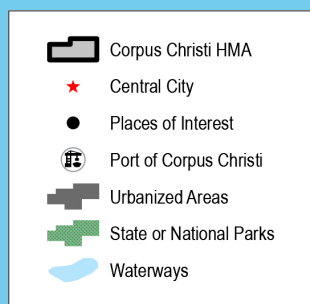 Corpus Christi HMA
Central City
Places of Interest
Port of Corpus Christi
Urbanized Areas
State or National Parks
Waterways